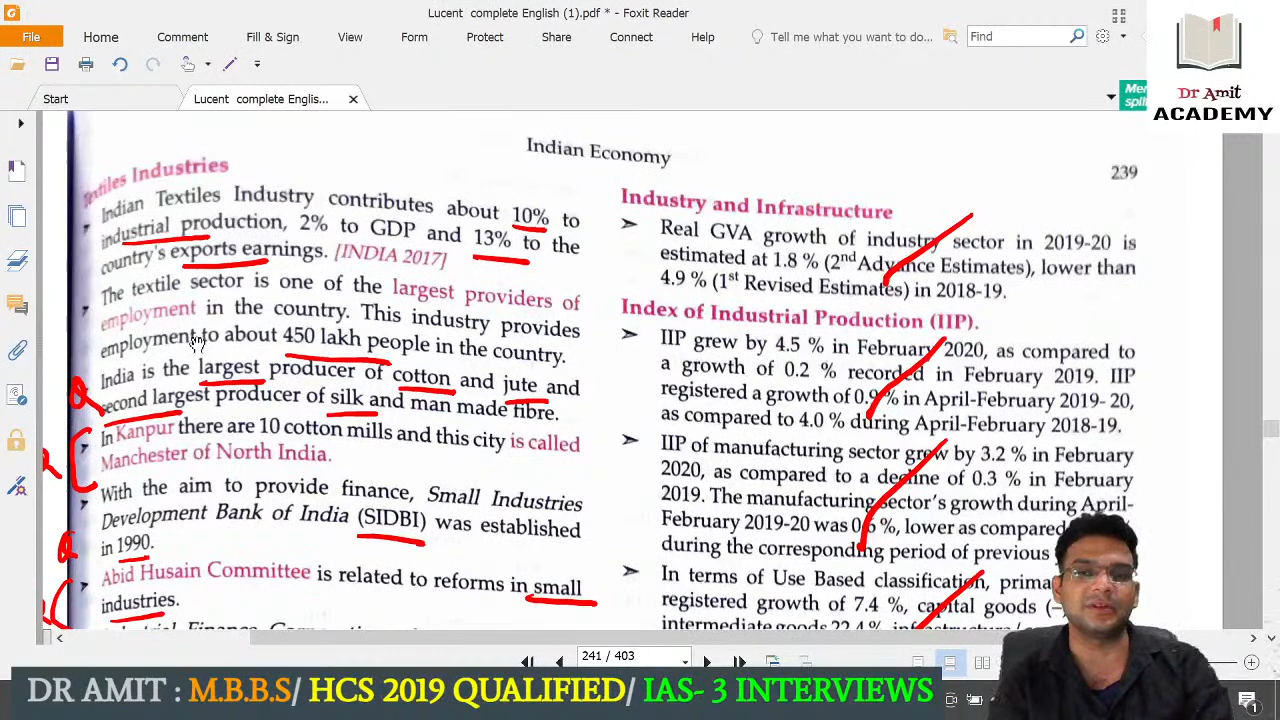 Lucent complete English (1).pdf * - Foxit Reader
File Home Comment Fill & Sign View Form Protect Share Connect Help Tell me what you want to do... Find
Start Lucent complete Englis...
Dr Amit
ACADEMY
Indian Economy
239
Textiles Industries
Indian Textiles Industry contributes about 10% to
industrial production, 2% to GDP and 13% to the
country's exports earnings. [INDIA 2017]
The textile sector is one of the largest providers of
employment in the country. This industry provides
employment to about 450 lakh people in the country.
India is the largest producer of cotton and jute and
second largest producer of silk and man made fibre.
In Kanpur there are 10 cotton mills and this city is called
Manchester of North India.
With the aim to provide finance, Small Industries
Development Bank of India (SIDBI) was established
in 1990.
Abid Husain Committee is related to reforms in small
industries.
Industry and Infrastructure
➤ Real GVA growth of industry sector in 2019-20 is
estimated at 1.8 % (2nd Advance Estimates), lower than
4.9 % (1st Revised Estimates) in 2018-19.
Index of Industrial Production (IIP).
➤ IIP grew by 4.5 % in February 2020, as compared to
a growth of 0.2 % recorded in February 2019. IIP
registered a growth of 0.9 % in April-February 2019- 20,
as compared to 4.0 % during April-February 2018-19.
➤ IIP of manufacturing sector grew by 3.2 % in February
2020, as compared to a decline of 0.3 % in February
2019. The manufacturing sector's growth during April-
February 2019-20 was 0.6 %, lower as compared
during the corresponding period of previous
➤ In terms of Use Based classification,
registered growth of 7.4 %, capital goods
intermediate goods 22.4%,
241 / 403
DR AMIT : M.B.B.S/ HCS 2019 QUALIFIED/ IAS- 3 INTERVIEWS